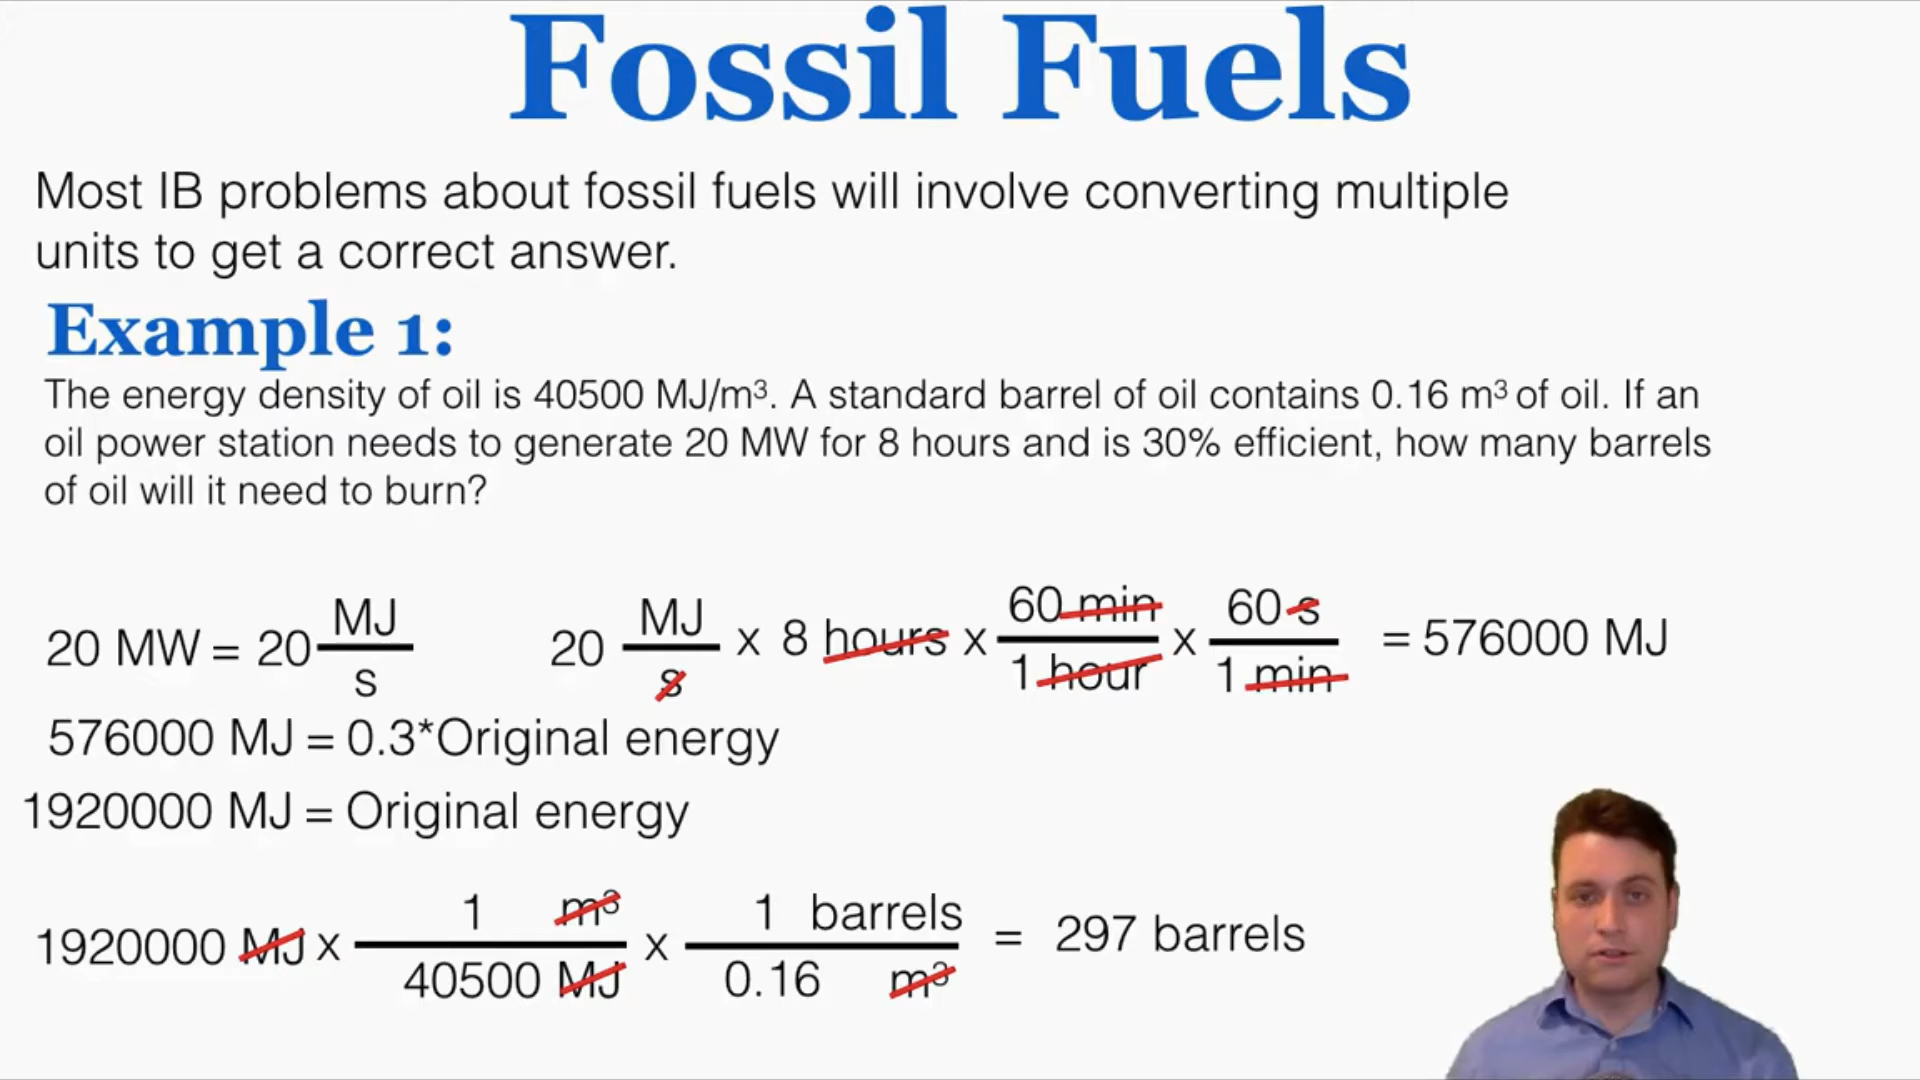 Fossil Fuels
Most IB problems about fossil fuels will involve converting multiple
units to get a correct answer.
Example 1:
The energy density of oil is 40500 MJ/m³. A standard barrel of oil contains 0.16 m³ of oil. If an
oil power station needs to generate 20 MW for 8 hours and is 30% efficient, how many barrels
of oil will it need to burn?
20 MW = 20 MJ/s
20 MJ/s x 8 hours x 60 min/1 hour x 60 s/1 min = 576000 MJ
576000 MJ = 0.3*Original energy
1920000 MJ = Original energy
1920000 MJ x 1 m³/40500 MJ x 1 barrels/0.16 m³ = 297 barrels